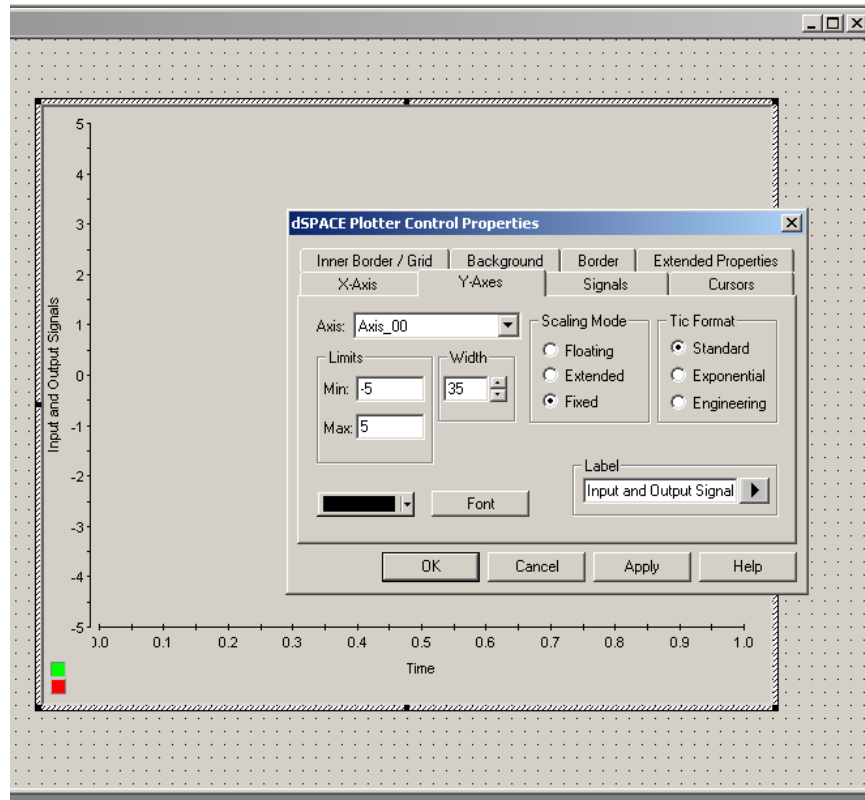 dSPACE Plotter Control Properties
Inner Border / Grid Background Border Extended Properties
X-Axis Y-Axes Signals Cursors
Axis: Axis_00
Limits
Min: -5
Max: 5
Width
35
Scaling Mode
Floating
Extended
Fixed
Tic Format
Standard
Exponential
Engineering
Label
Input and Output Signal
Font
OK Cancel Apply Help
Input and Output Signals
5
4
3
2
1
0
-1
-2
-3
-4
-5
0.0 0.1 0.2 0.3 0.4 0.5 0.6 0.7 0.8 0.9 1.0
Time